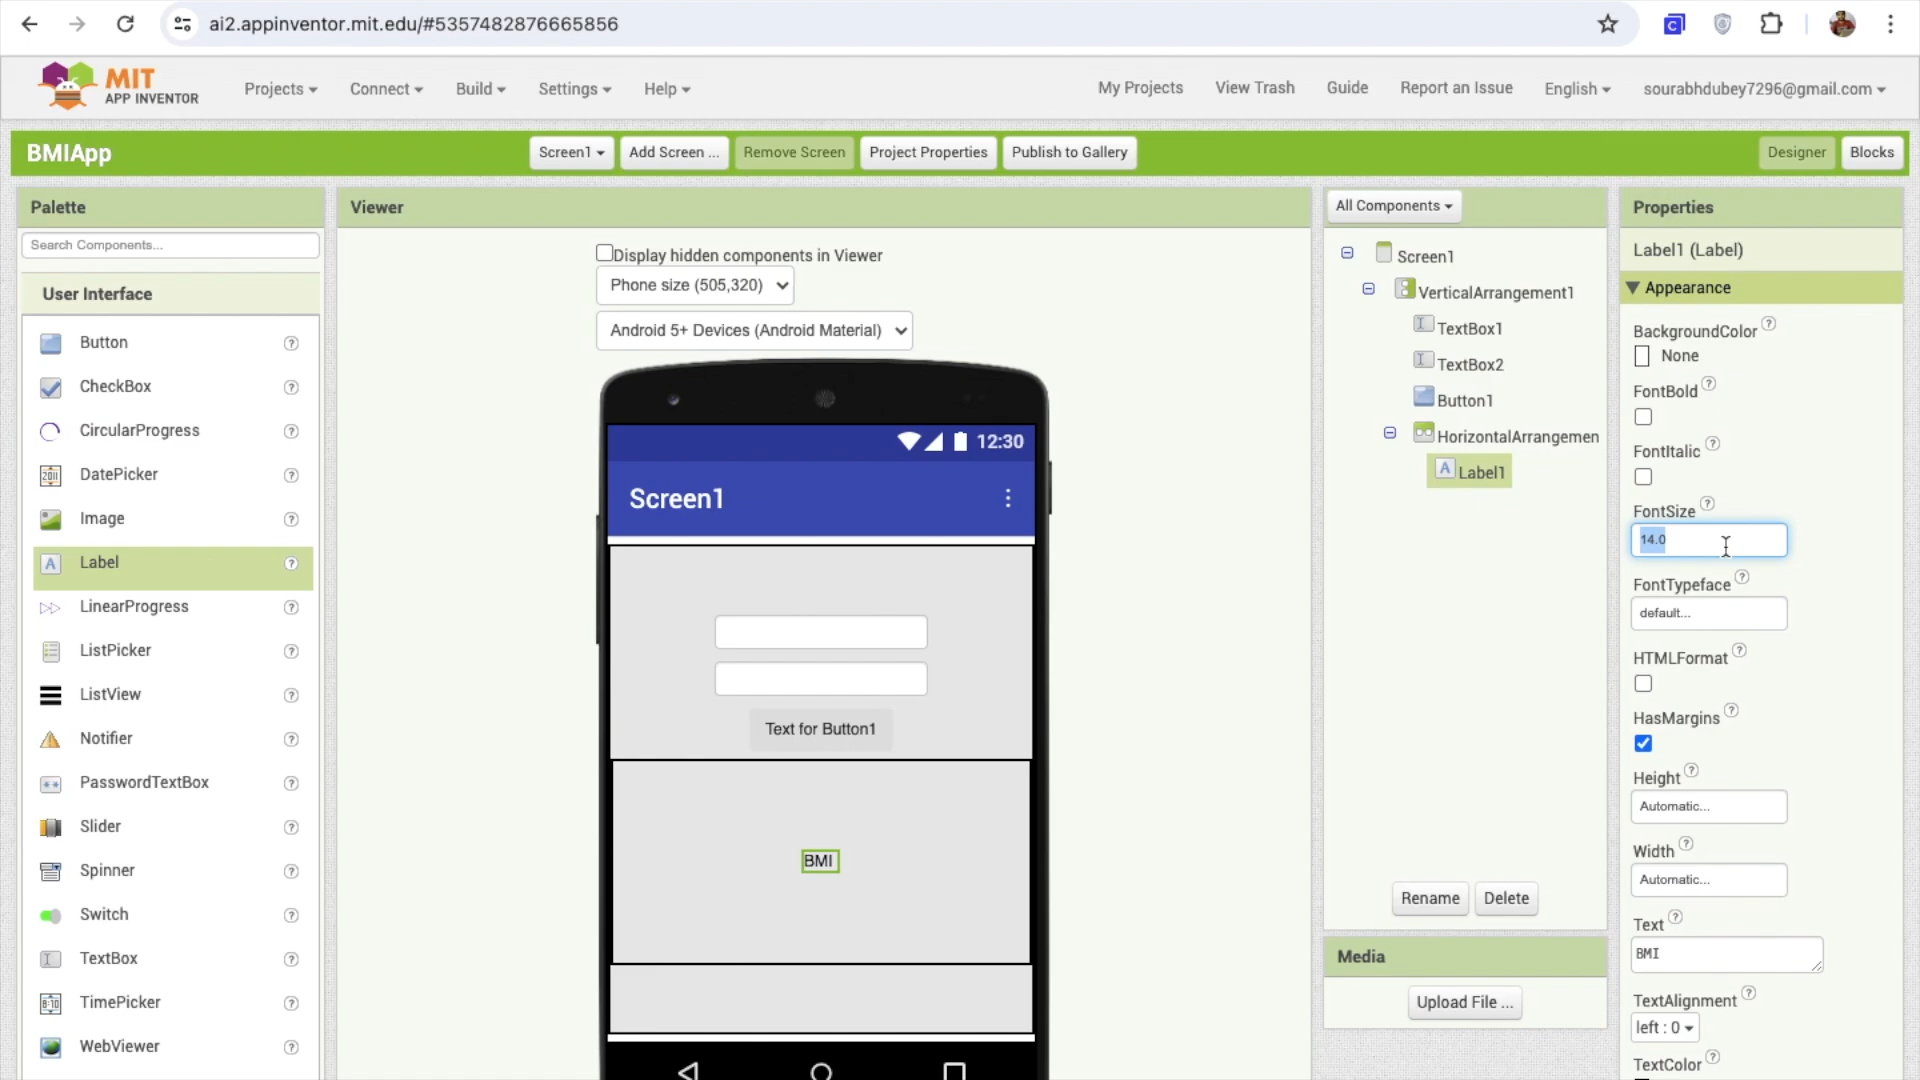 ai2.appinventor.mit.edu/#5357482876665856
MIT
APP INVENTOR
Projects
Connect
Build
Settings
Help
My Projects
View Trash
Guide
Report an Issue
English
sourabhdubey7296@gmail.com
BMIApp
Screen1
Add Screen ...
Remove Screen
Project Properties
Publish to Gallery
Designer
Blocks
Palette
Search Components...
User Interface
Button
CheckBox
CircularProgress
DatePicker
Image
Label
LinearProgress
ListPicker
ListView
Notifier
PasswordTextBox
Slider
Spinner
Switch
TextBox
TimePicker
WebViewer
Viewer
Display hidden components in Viewer
Phone size (505,320)
Android 5+ Devices (Android Material)
12:30
Screen1
Text for Button1
BMI
All Components
Screen1
VerticalArrangement1
TextBox1
TextBox2
Button1
HorizontalArrangemen
Label1
Rename
Delete
Media
Upload File ...
Properties
Label1 (Label)
Appearance
BackgroundColor
None
FontBold
FontItalic
FontSize
14.0
FontTypeface
default...
HTMLFormat
HasMargins
Height
Automatic...
Width
Automatic...
Text
BMI
TextAlignment
left : 0
TextColor